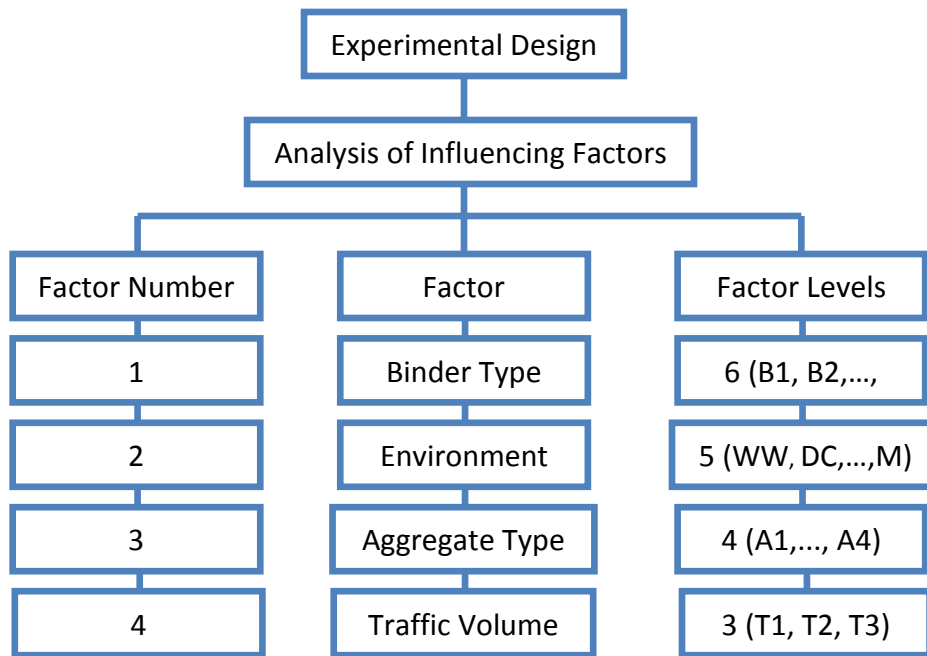 Experimental Design
Analysis of Influencing Factors
Factor Number
Factor
Factor Levels
1
Binder Type
6 (B1, B2,...,
2
Environment
5 (WW, DC,...,M)
3
Aggregate Type
4 (A1,..., A4)
4
Traffic Volume
3 (T1, T2, T3)